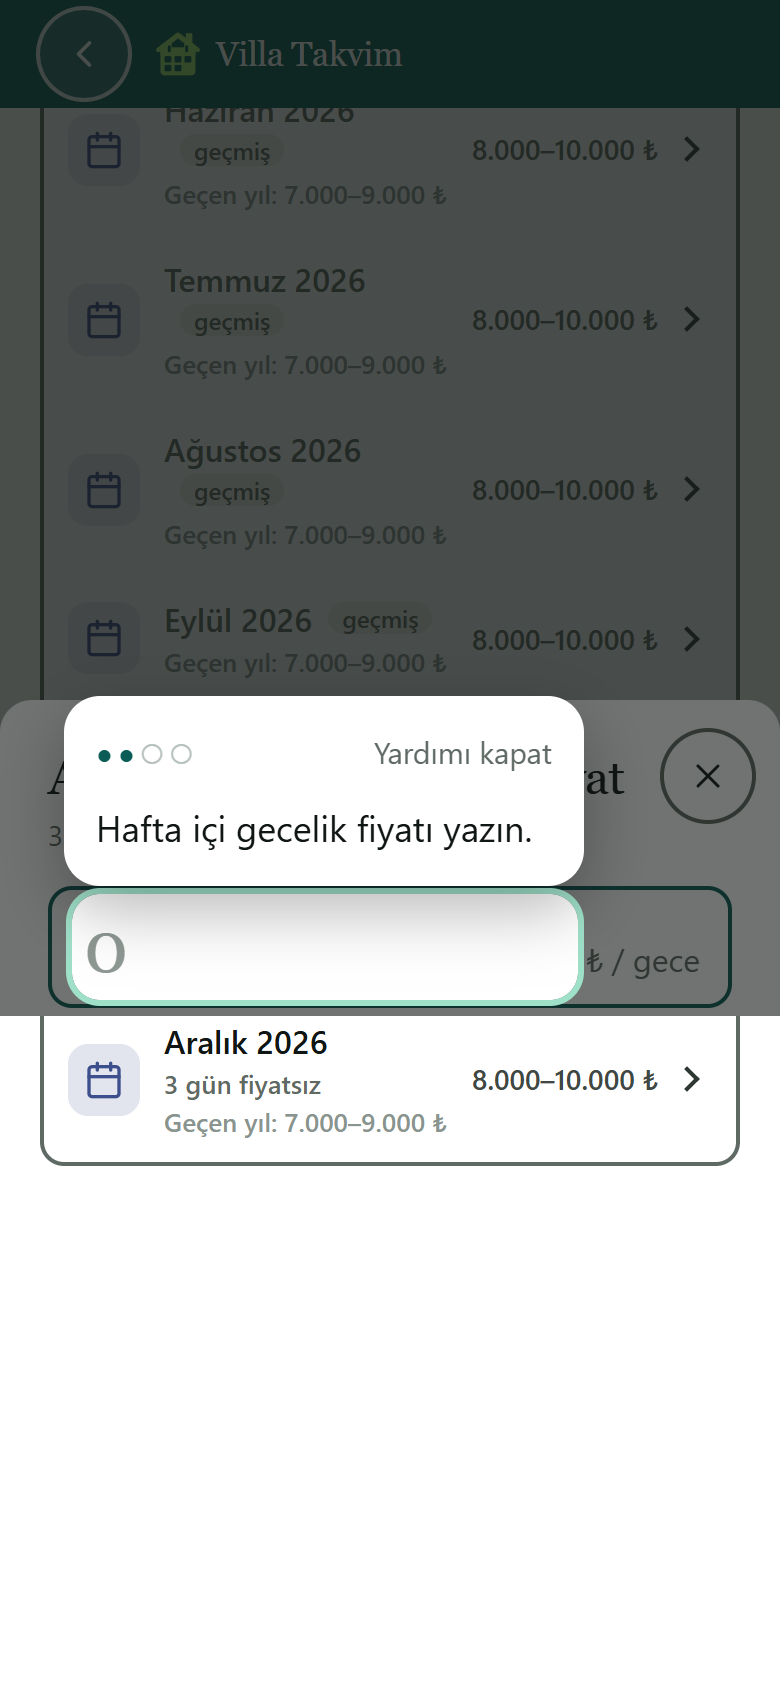 Villa Takvim
Haziran 2026
geçmiş
8.000–10.000 ₺
Geçen yıl: 7.000–9.000 ₺
Temmuz 2026
geçmiş
8.000–10.000 ₺
Geçen yıl: 7.000–9.000 ₺
Ağustos 2026
geçmiş
8.000–10.000 ₺
Geçen yıl: 7.000–9.000 ₺
Eylül 2026 geçmiş
8.000–10.000 ₺
Geçen yıl: 7.000–9.000 ₺
Yardımı kapat
Hafta içi gecelik fiyatı yazın.
3
0
₺ / gece
Aralık 2026
3 gün fiyatsız
8.000–10.000 ₺
Geçen yıl: 7.000–9.000 ₺